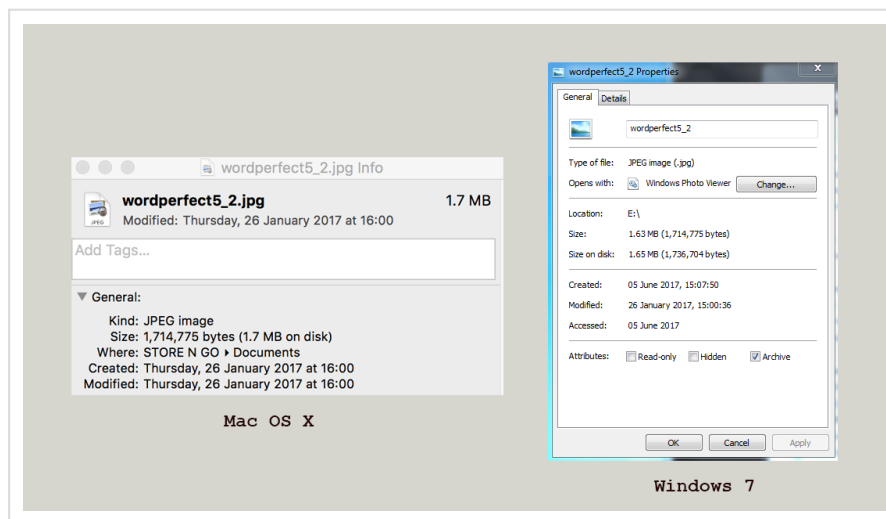 wordperfect5_2.jpg Info
wordperfect5_2.jpg 1.7 MB
Modified: Thursday, 26 January 2017 at 16:00
Add Tags...
General:
Kind: JPEG image
Size: 1,714,775 bytes (1.7 MB on disk)
Where: STORE N GO ▸ Documents
Created: Thursday, 26 January 2017 at 16:00
Modified: Thursday, 26 January 2017 at 16:00
Mac OS X
wordperfect5_2 Properties
General Details
wordperfect5_2
Type of file: JPEG image (.jpg)
Opens with: Windows Photo Viewer Change...
Location: E:\
Size: 1.63 MB (1,714,775 bytes)
Size on disk: 1.65 MB (1,736,704 bytes)
Created: 05 June 2017, 15:07:50
Modified: 26 January 2017, 15:00:36
Accessed: 05 June 2017
Attributes: Read-only Hidden Archive
OK Cancel Apply
Windows 7